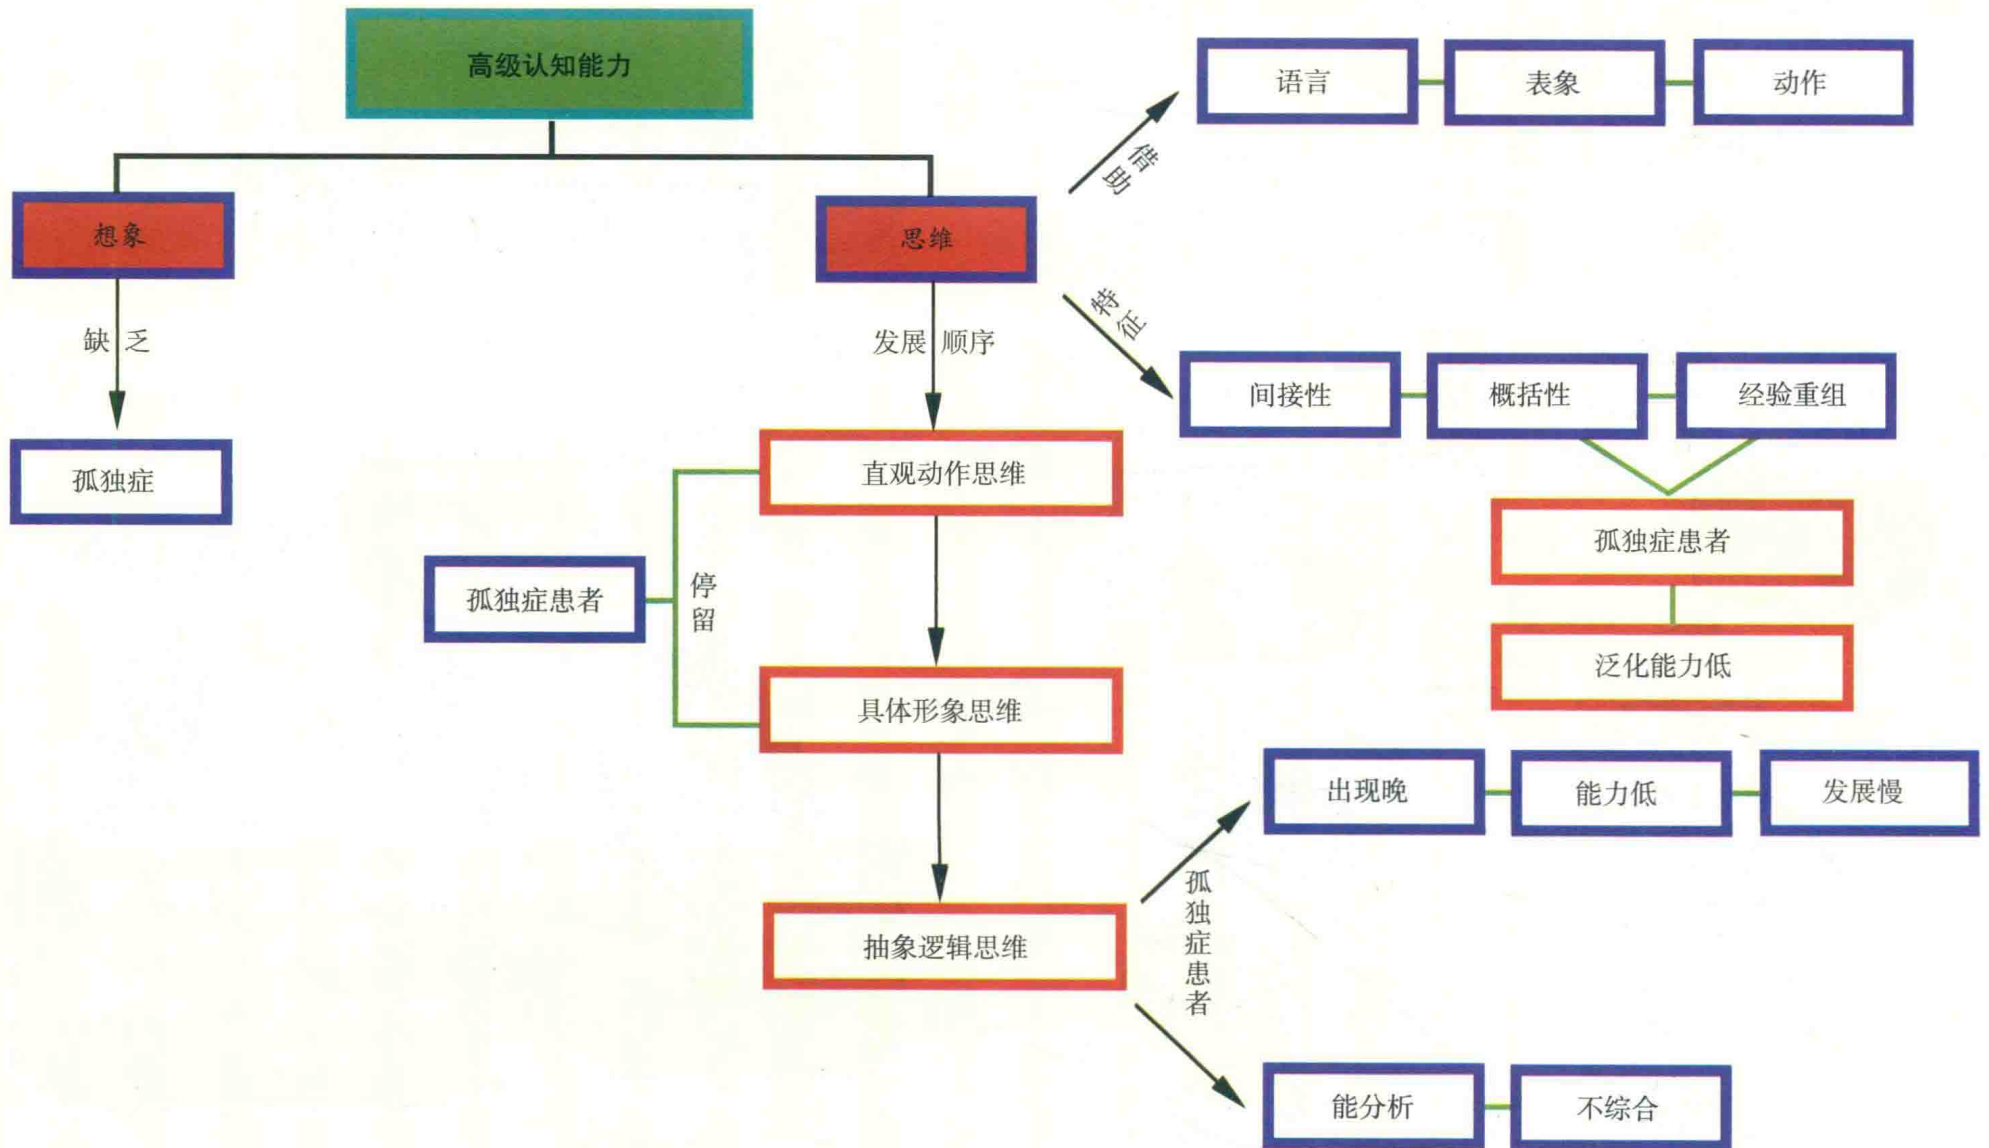 高级认知能力
语言
表象
动作
借助
想象
思维
缺乏
发展顺序
特征
间接性
概括性
经验重组
孤独症
直观动作思维
孤独症患者
孤独症患者
停留
泛化能力低
具体形象思维
出现晚
能力低
发展慢
孤独症患者
抽象逻辑思维
能分析
不综合